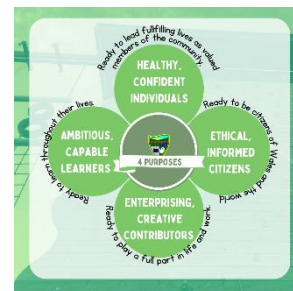 Ready to lead fullfilling lives as valued
members of the community.
HEALTHY,
CONFIDENT
INDIVIDUALS
Ready to learn throughout their lives.
AMBITIOUS,
CAPABLE
LEARNERS
4 PURPOSES
Ready to be citizens of
Wales and the world
ETHICAL,
INFORMED
CITIZENS
ENTERPRISING,
CREATIVE
CONTRIBUTORS
Ready to play a full part in life and work.